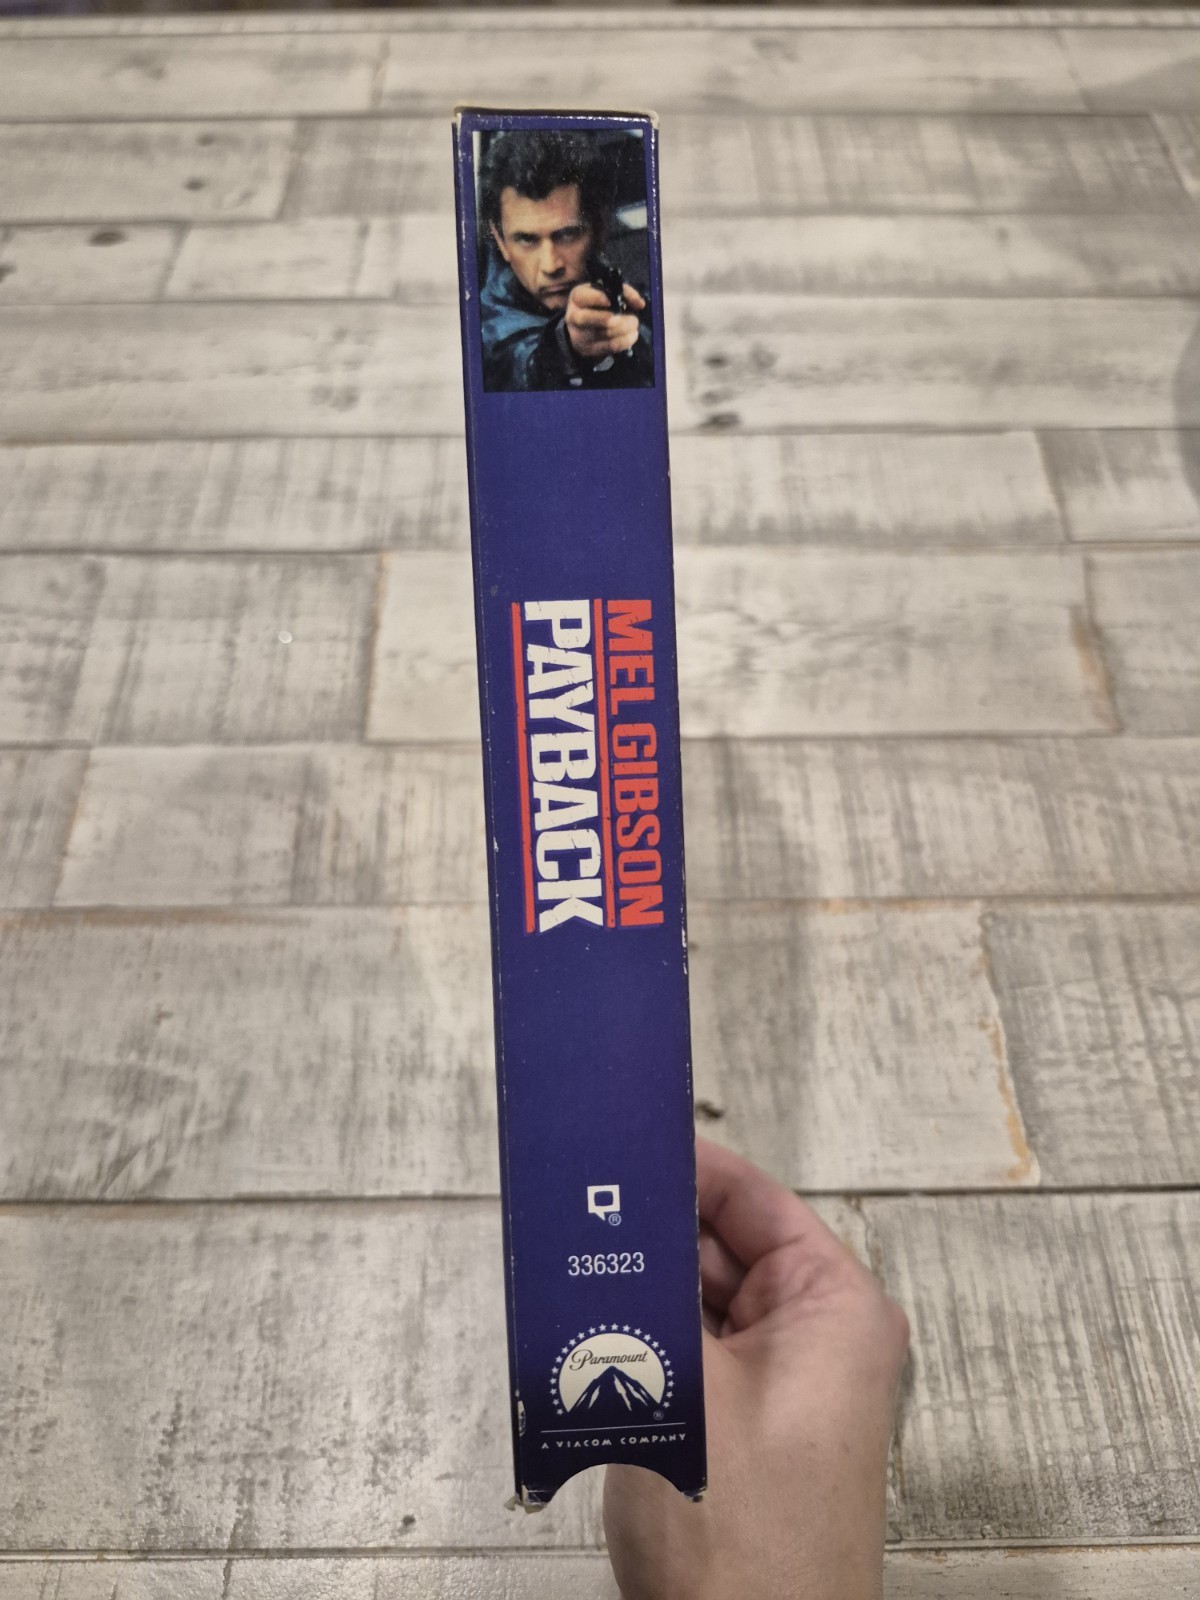 MEL GIBSON
PAYBACK
®
336323
Paramount
®
A VIACOM COMPANY